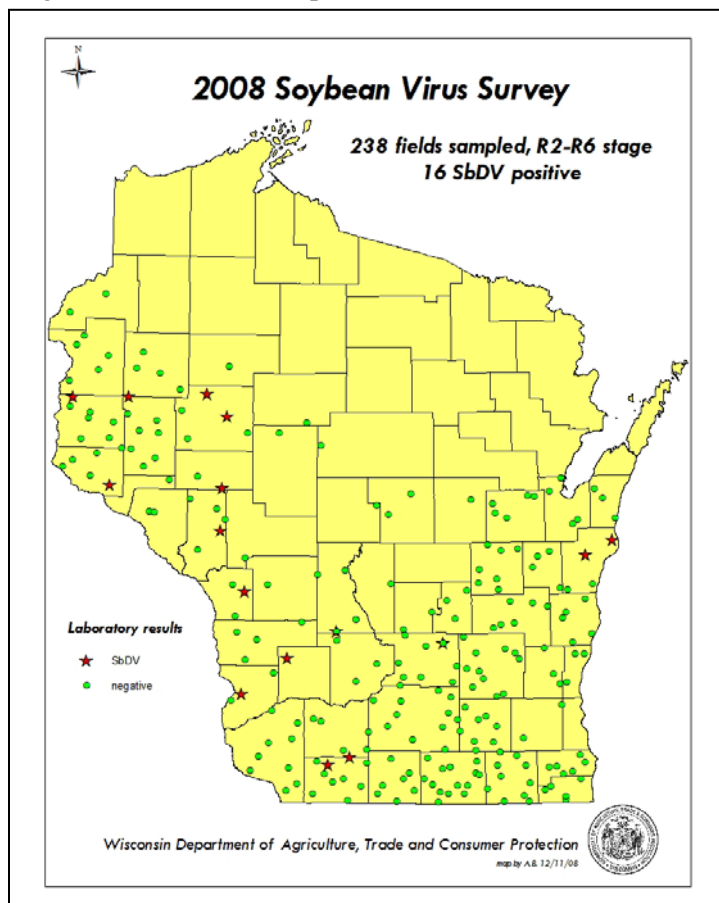 N
2008 Soybean Virus Survey
238 fields sampled, R2-R6 stage
16 SbDV positive
Laboratory results
SbDV
negative
Wisconsin Department of Agriculture, Trade and Consumer Protection
map by A.B. 12/11/08